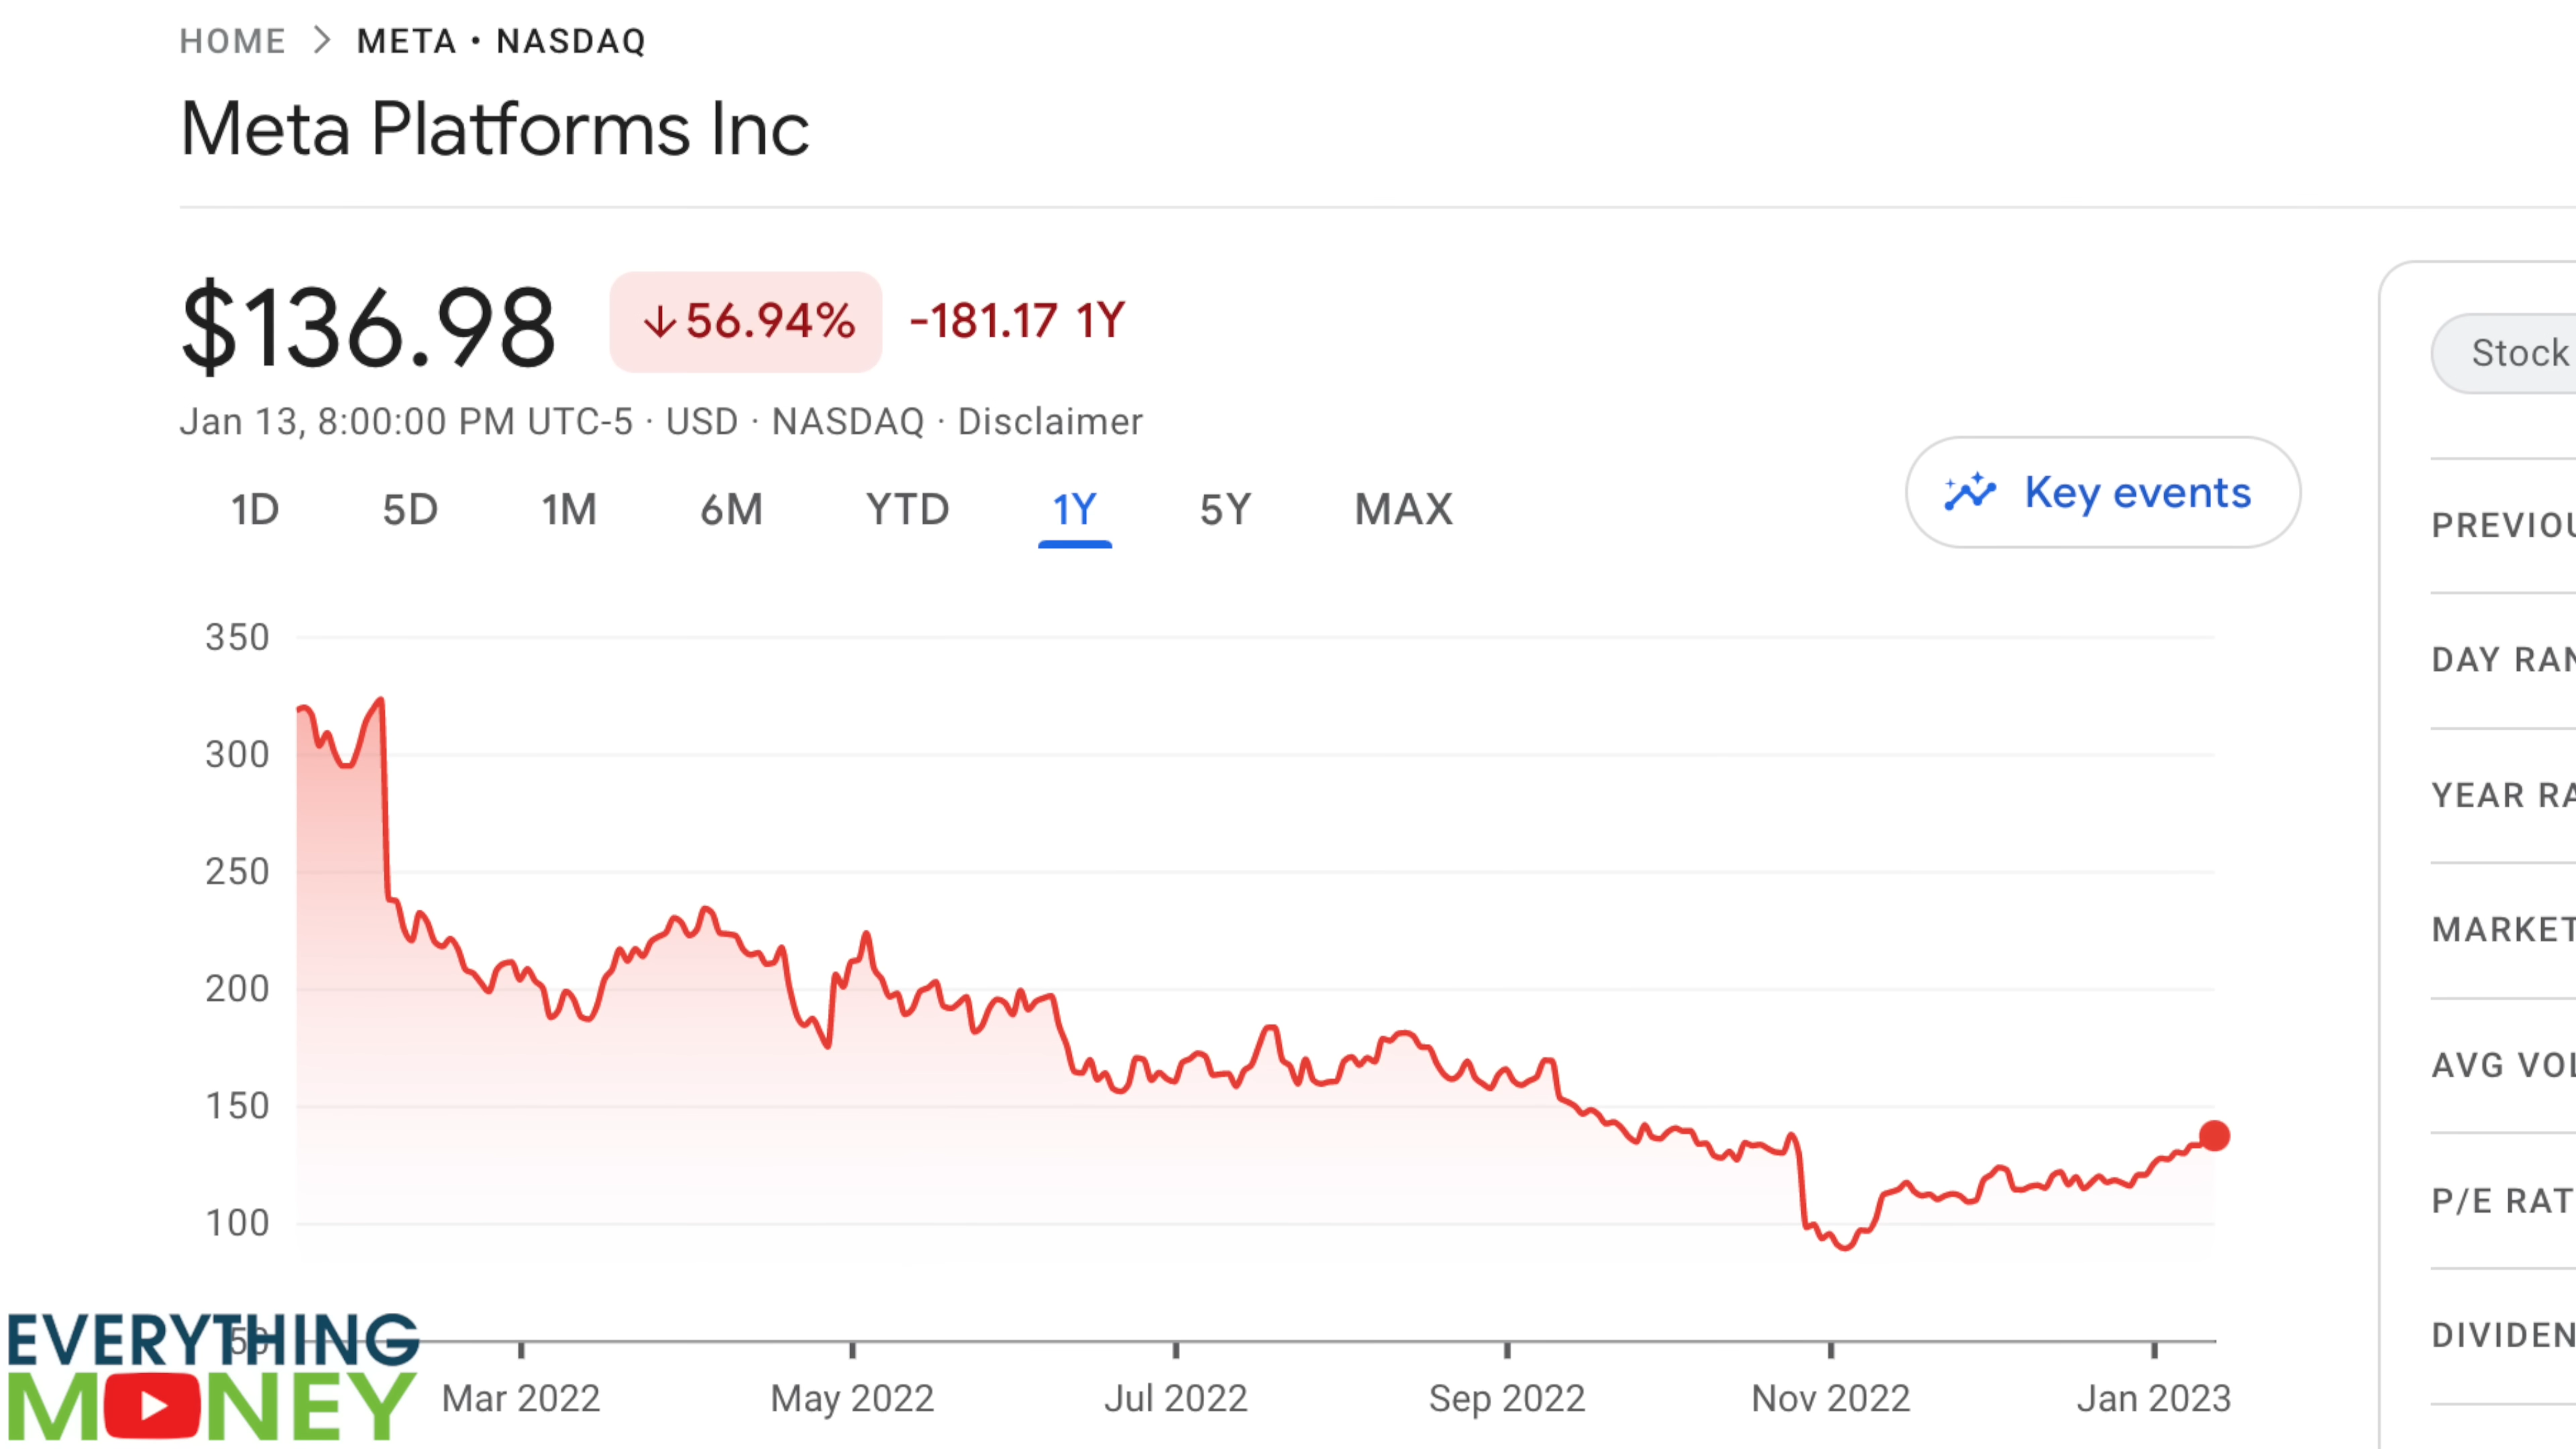 HOME > META • NASDAQ
Meta Platforms Inc
$136.98 ↓56.94% -181.17 1Y
Jan 13, 8:00:00 PM UTC-5 · USD · NASDAQ · Disclaimer
1D 5D 1M 6M YTD 1Y 5Y MAX
Key events
350
300
250
200
150
100
50
Mar 2022 May 2022 Jul 2022 Sep 2022 Nov 2022 Jan 2023
Stock
PREVIOU
DAY RAN
YEAR RA
MARKET
AVG VOL
P/E RAT
DIVIDEN
EVERYTHING
MONEY